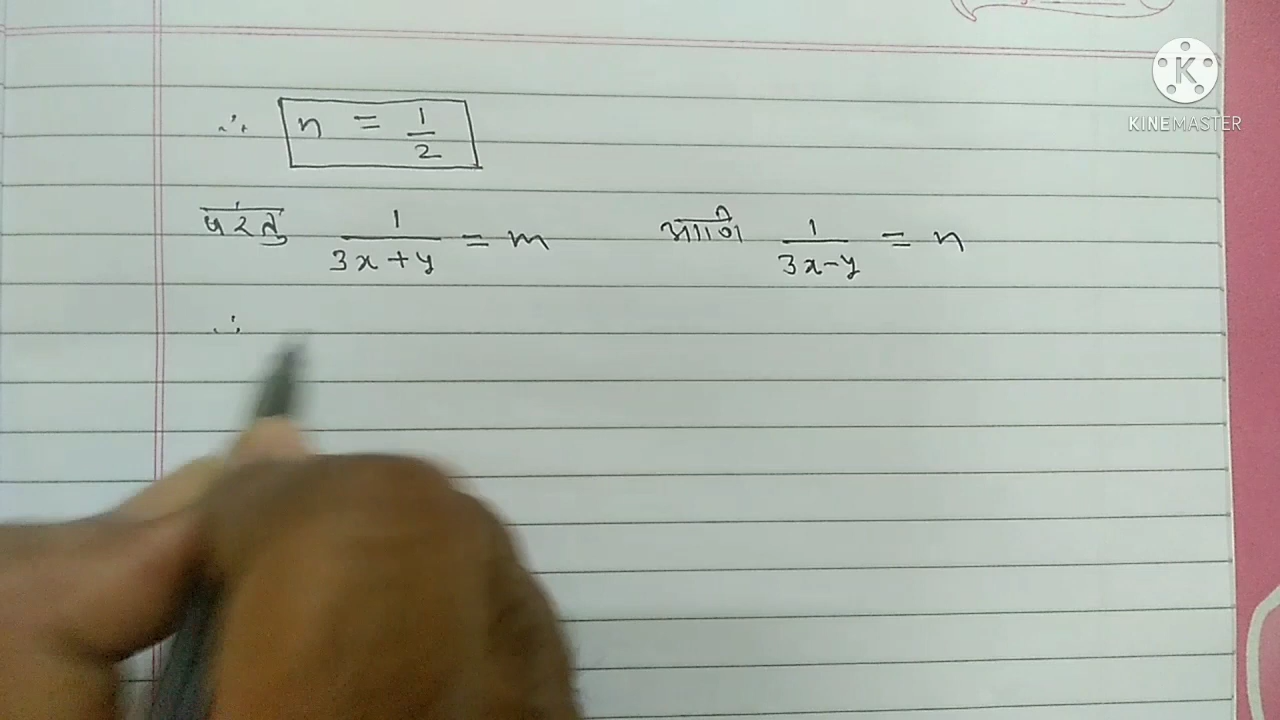 ∴ n = 1/2
परंतु 1/(3x+y) = m आणि 1/(3x-y) = n
∴
K
KINEMASTER